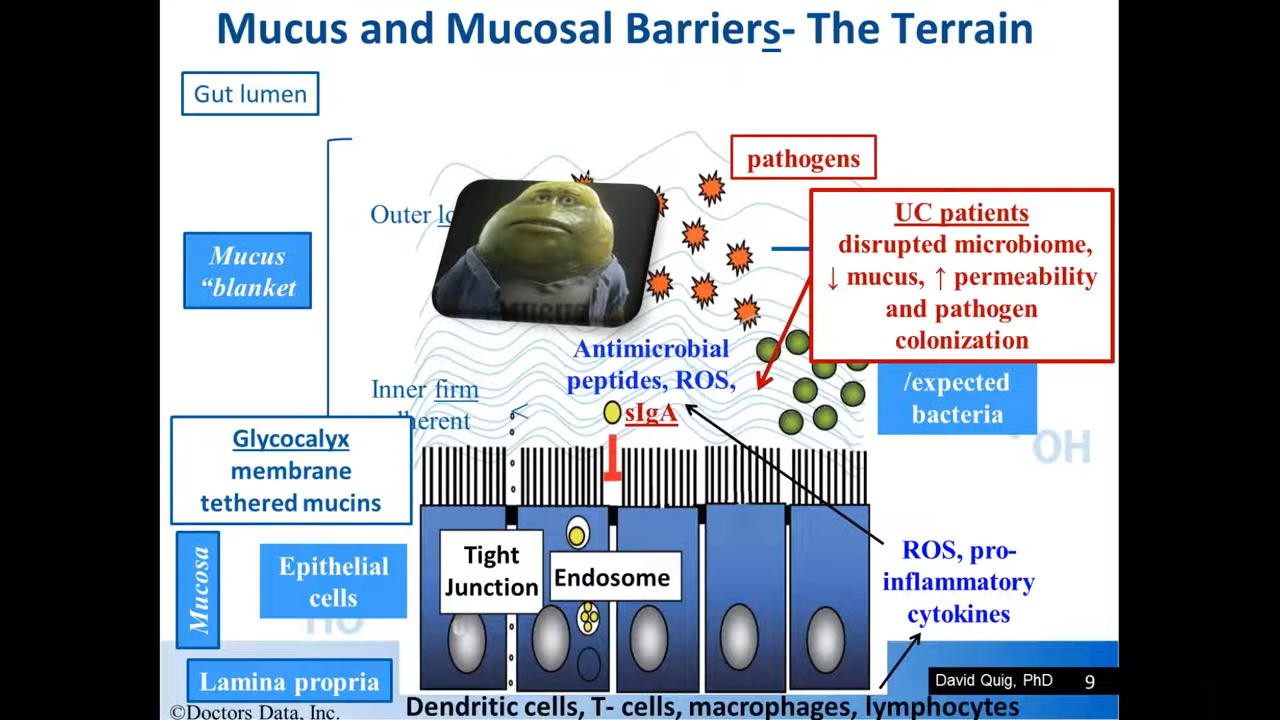 Mucus and Mucosal Barriers- The Terrain
Gut lumen
pathogens
Outer
UC patients
disrupted microbiome,
↓ mucus, ↑ permeability
and pathogen
colonization
Mucus
“blanket
MUCUS
Antimicrobial
peptides, ROS,
sIgA
Inner firm
/expected
bacteria
Glycocalyx
membrane
tethered mucins
OH
Tight
Junction
Endosome
Mucosa
Epithelial
cells
ROS, pro-
inflammatory
cytokines
HO
Lamina propria
David Quig, PhD 9
©Doctors Data, Inc.
Dendritic cells, T- cells, macrophages, lymphocytes